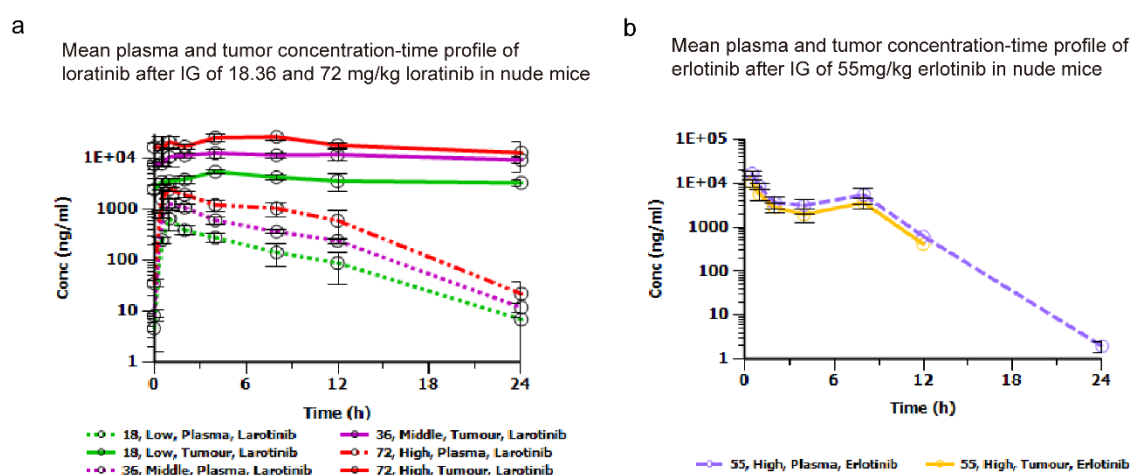 a
Mean plasma and tumor concentration-time profile of
loratinib after IG of 18.36 and 72 mg/kg loratinib in nude mice
1E+04
1000
100
10
1
Conc (ng/ml)
0 6 12 18 24
Time (h)
18, Low, Plasma, Larotinib
18, Low, Tumour, Larotinib
36, Middle, Plasma, Larotinib
36, Middle, Tumour, Larotinib
72, High, Plasma, Larotinib
72, High, Tumour, Larotinib
b
Mean plasma and tumor concentration-time profile of
erlotinib after IG of 55mg/kg erlotinib in nude mice
1E+05
1E+04
1000
100
10
1
Conc (ng/ml)
0 6 12 18 24
Time (h)
55, High, Plasma, Erlotinib
55, High, Tumour, Erlotinib